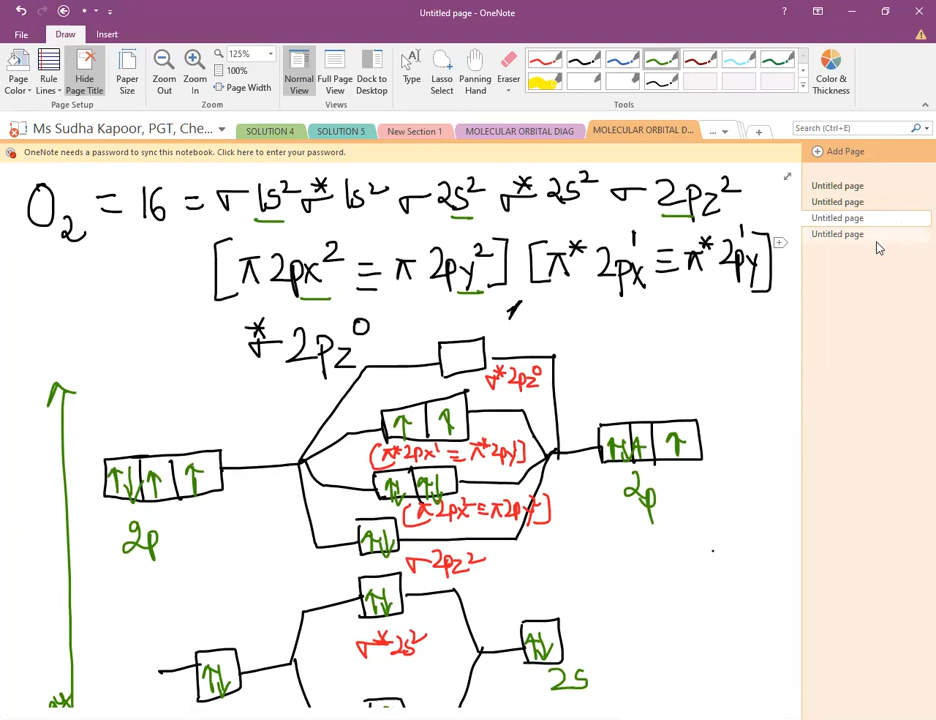 Untitled page - OneNote
File Draw Insert
125%
100%
Page Width
Page Color Rule Lines Hide Page Title Paper Size Zoom Out Zoom In Normal View Full Page View Dock to Desktop Type Lasso Select Panning Hand Eraser Color & Thickness
Page Setup Zoom Views Tools
Ms Sudha Kapoor, PGT, Che... SOLUTION 4 SOLUTION 5 New Section 1 MOLECULAR ORBITAL DIAG MOLECULAR ORBITAL D... ... Search (Ctrl+E)
OneNote needs a password to sync this notebook. Click here to enter your password.
Add Page
Untitled page
Untitled page
Untitled page
Untitled page
O₂ = 16 = σ1s² σ*1s² σ2s² σ*2s² σ2pz²
[π2px² ≡ π2py²] [π*2px¹ ≡ π*2py¹]
σ*2pz⁰
σ*2pz⁰
↑ ↑
(π*2px¹ ≡ π*2py¹]
↑↓ ↑ ↑
↑↓ ↑ ↑
2p
2p
↑↓ ↑↓
(π2px² ≡ π2py²]
↑↓
σ2pz²
↑↓
σ*2s²
↑↓
↑↓
2s